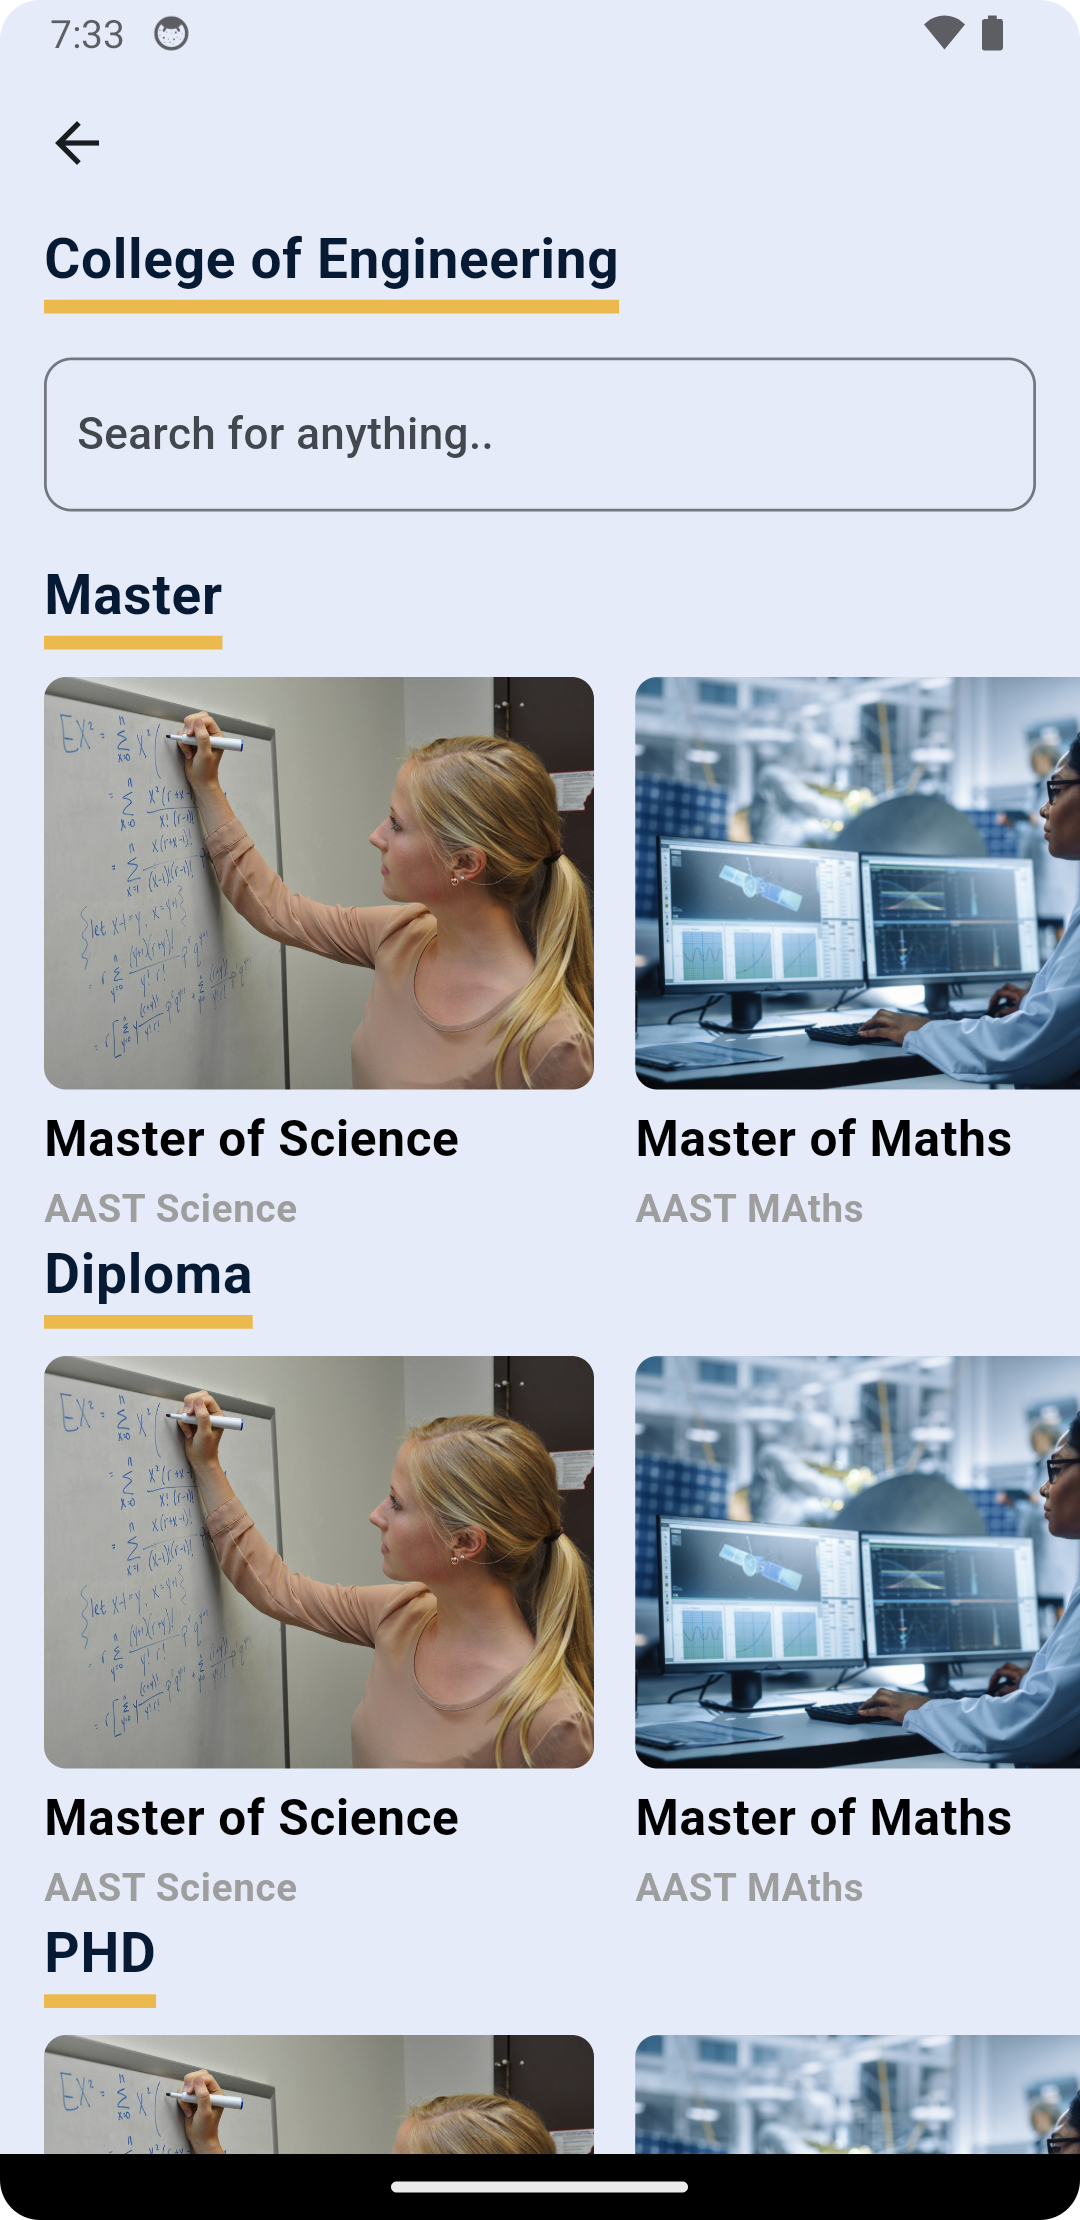 7:33
College of Engineering
Search for anything..
Master
Master of Science
Master of Maths
AAST Science
AAST MAths
Diploma
Master of Science
Master of Maths
AAST Science
AAST MAths
PHD